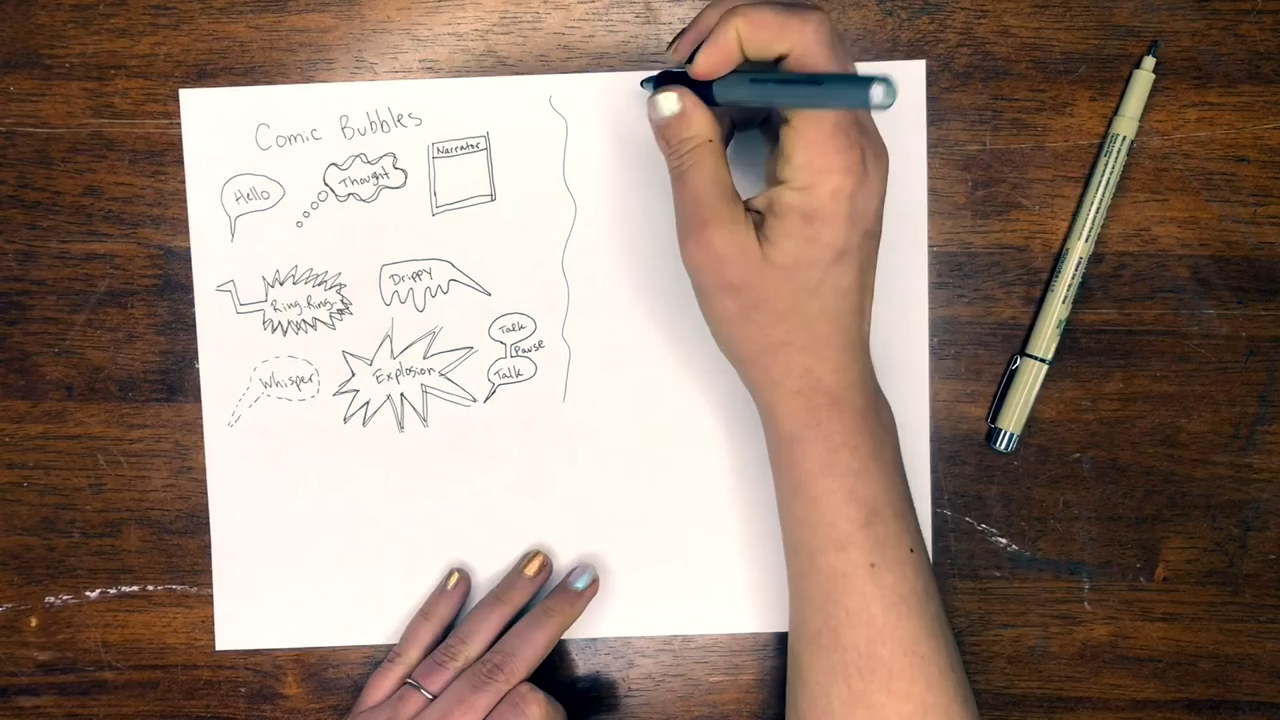 Comic Bubbles
Hello
Thought
Narrator
Ring-Ring-
Drippy
Whisper
Explosion
Talk
Pause
Talk